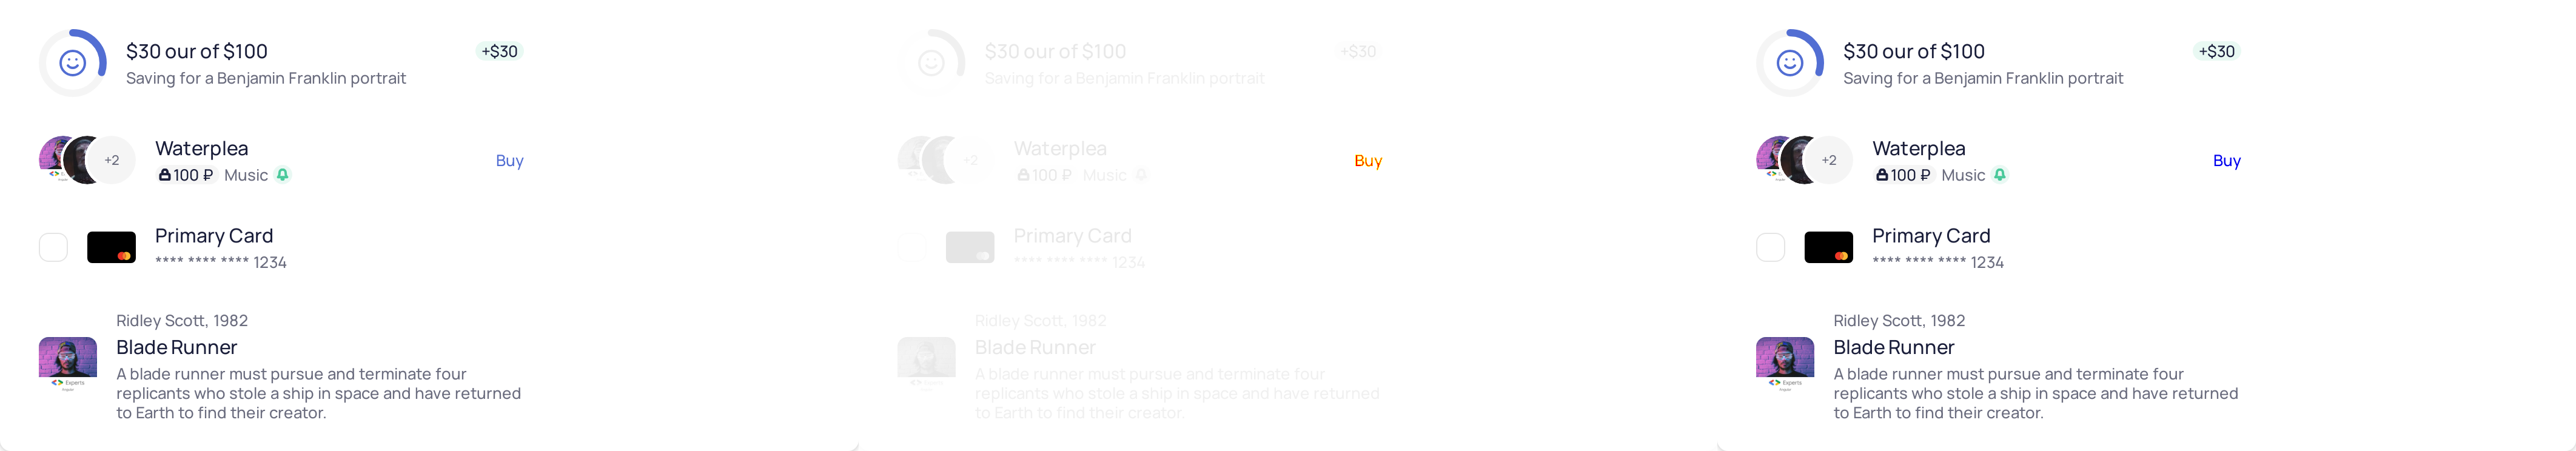 $30 our of $100
+$30
Saving for a Benjamin Franklin portrait
Waterplea
+2
Buy
100 ₽ Music
Primary Card
**** **** **** 1234
Ridley Scott, 1982
Blade Runner
Experts
A blade runner must pursue and terminate four
replicants who stole a ship in space and have returned
to Earth to find their creator.
$30 our of $100
+$30
Saving for a Benjamin Franklin portrait
Waterplea
+2
Buy
100 ₽ Music
Primary Card
**** **** **** 1234
Ridley Scott, 1982
Blade Runner
A blade runner must pursue and terminate four
replicants who stole a ship in space and have returned
to Earth to find their creator.
$30 our of $100
+$30
Saving for a Benjamin Franklin portrait
Waterplea
+2
Buy
100 ₽ Music
Primary Card
**** **** **** 1234
Ridley Scott, 1982
Blade Runner
Experts
A blade runner must pursue and terminate four
replicants who stole a ship in space and have returned
to Earth to find their creator.